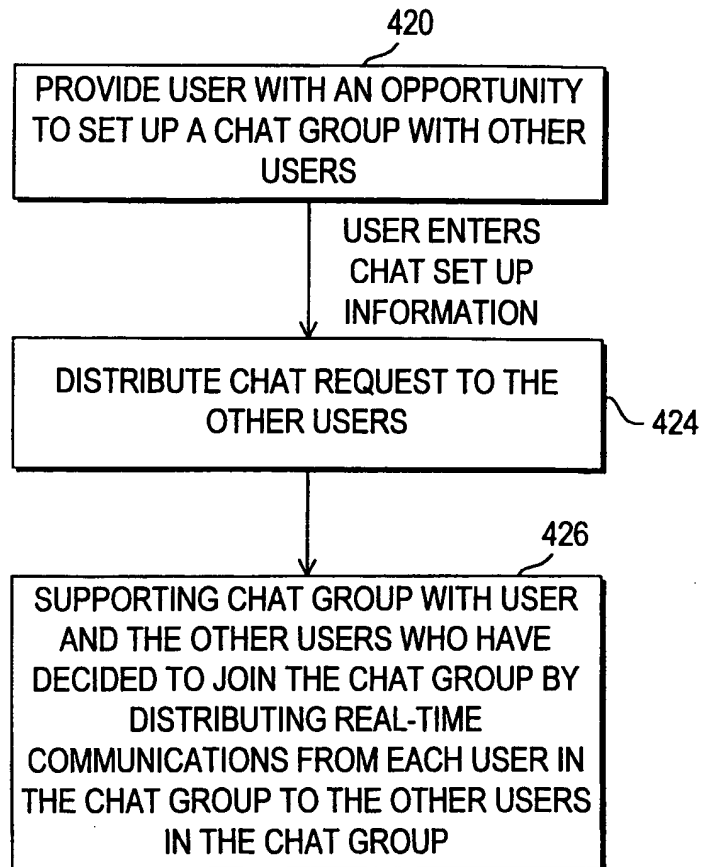 420
PROVIDE USER WITH AN OPPORTUNITY
TO SET UP A CHAT GROUP WITH OTHER
USERS
USER ENTERS
CHAT SET UP
INFORMATION
DISTRIBUTE CHAT REQUEST TO THE
OTHER USERS
424
426
SUPPORTING CHAT GROUP WITH USER
AND THE OTHER USERS WHO HAVE
DECIDED TO JOIN THE CHAT GROUP BY
DISTRIBUTING REAL-TIME
COMMUNICATIONS FROM EACH USER IN
THE CHAT GROUP TO THE OTHER USERS
IN THE CHAT GROUP